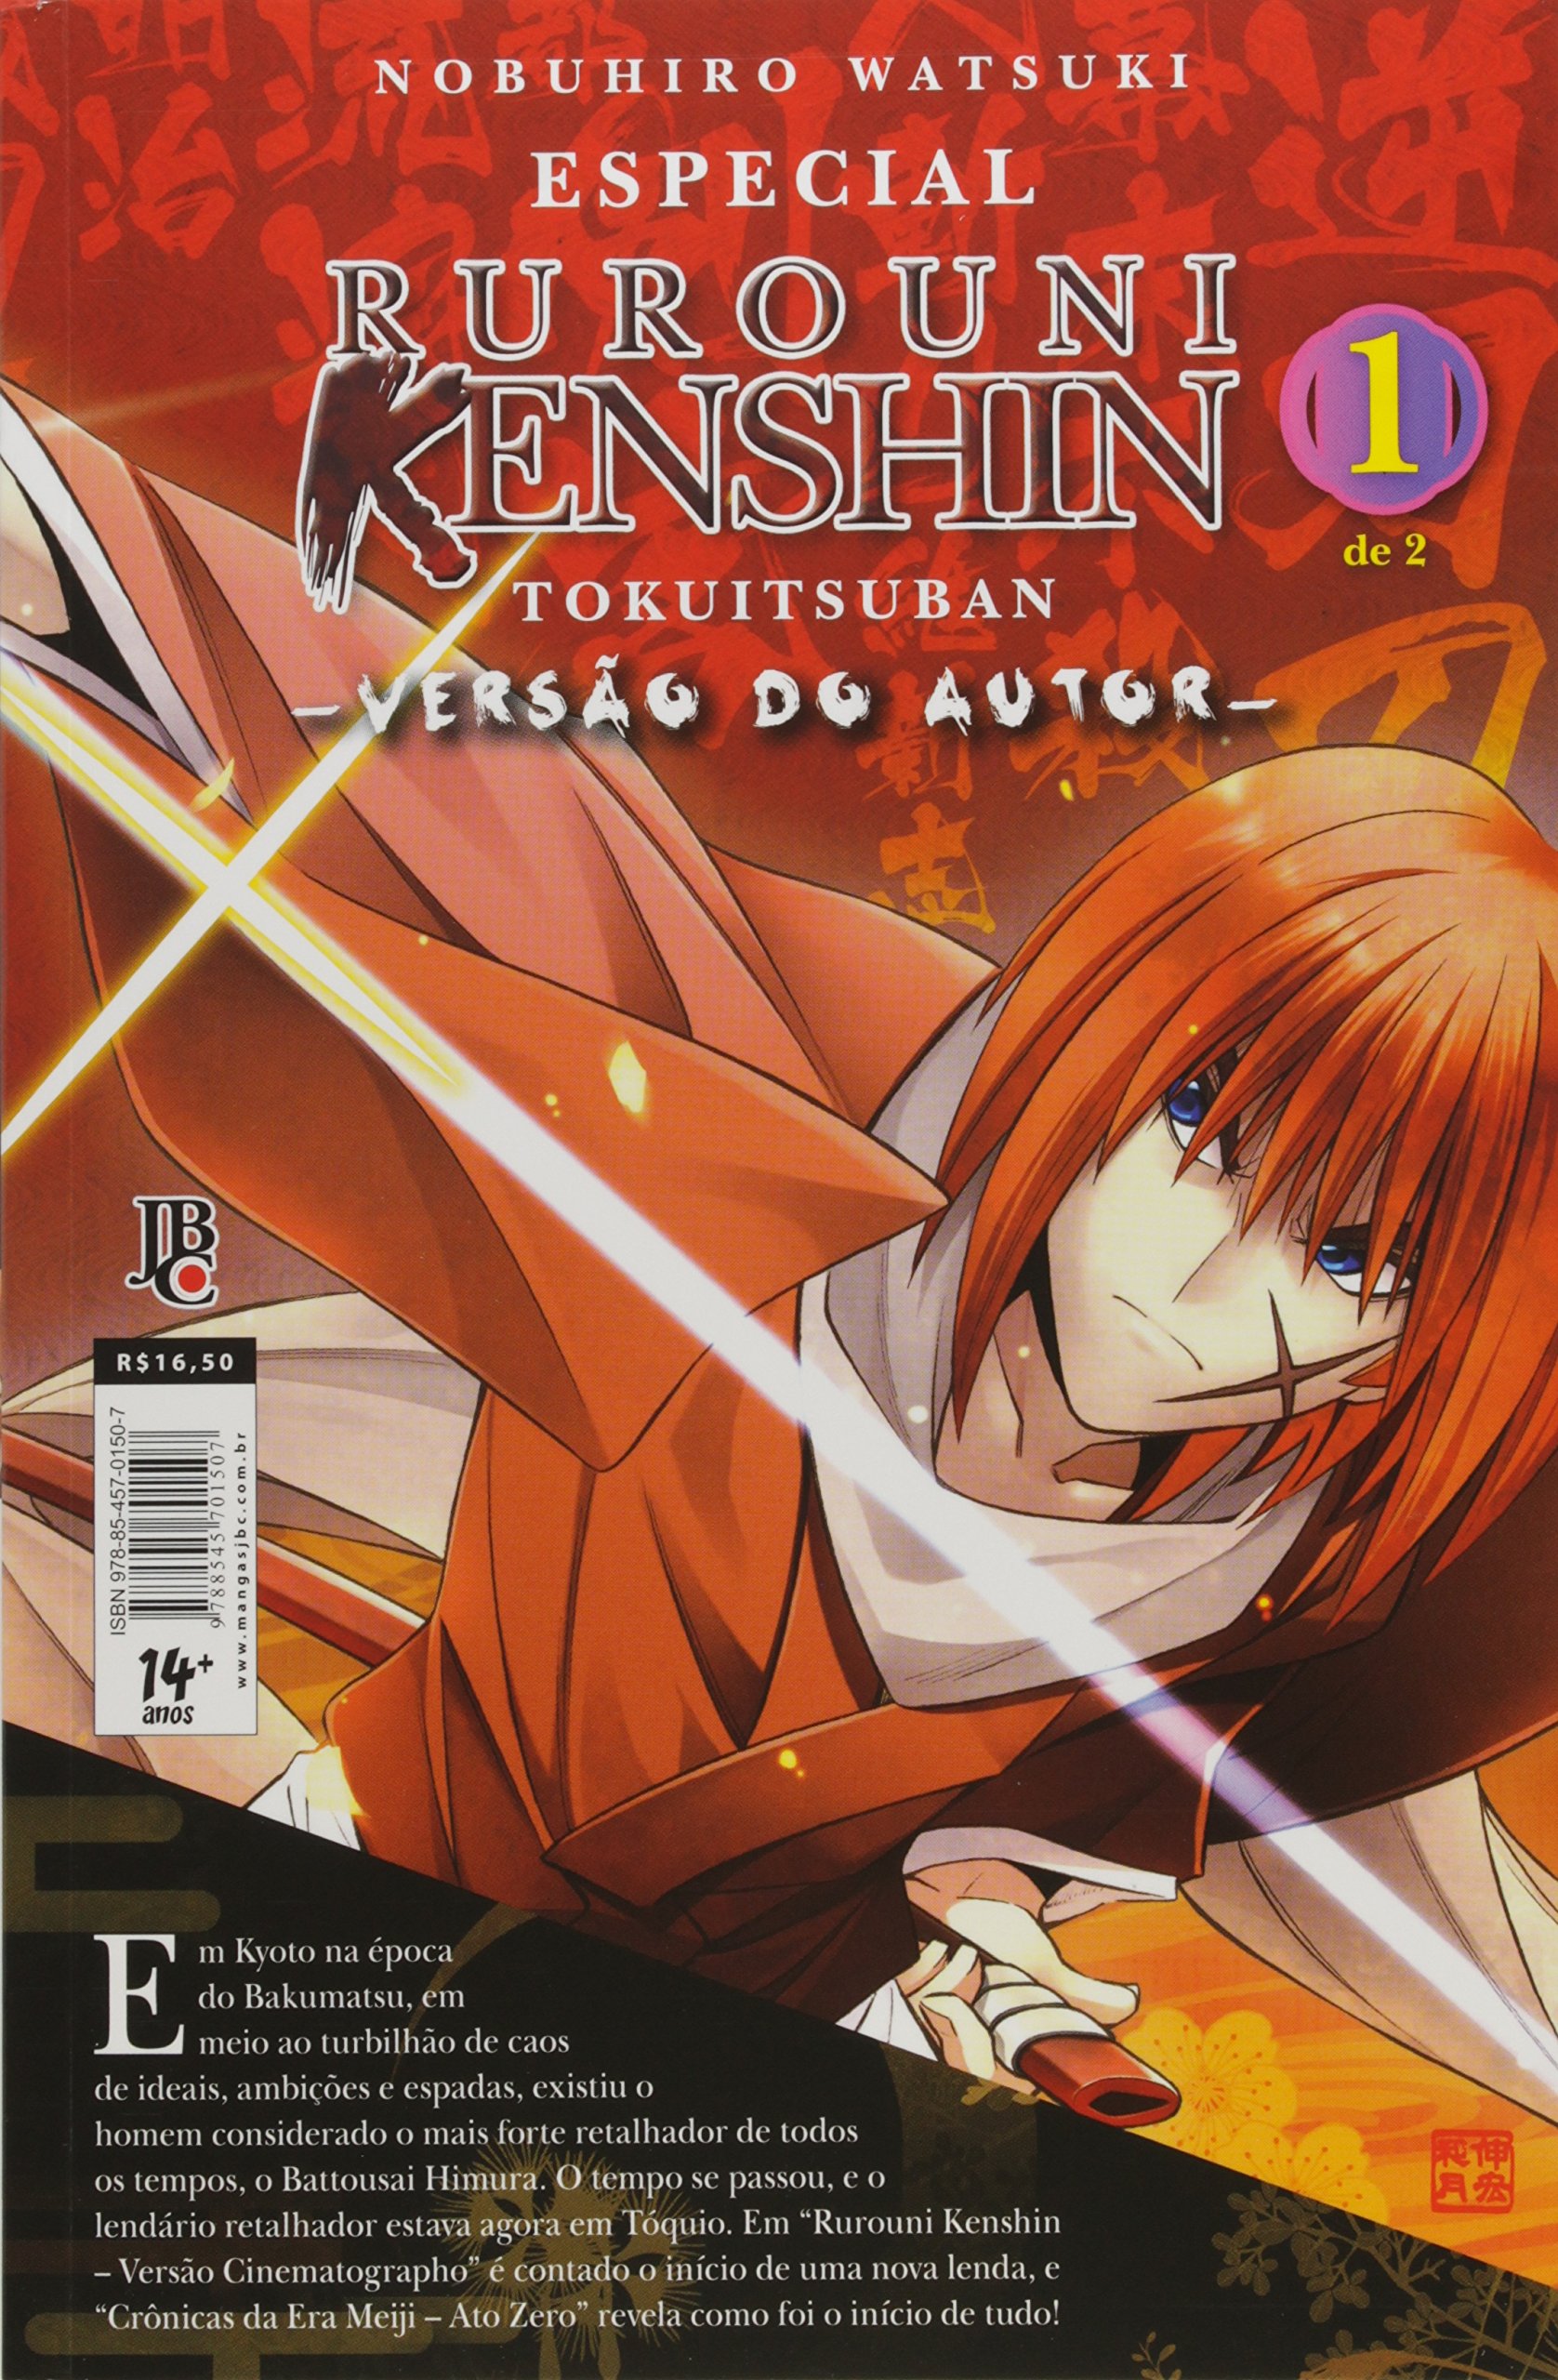 NOBUHIRO WATSUKI
ESPECIAL
RUROUNI
KENSHIN
1
de 2
TOKUITSUBAN
–VERSÃO DO AUTOR–
JBC
R$16,50
ISBN 978-85-457-0150-7
9788545701507
www.mangasjbc.com.br
14+
anos
Em Kyoto na época
do Bakumatsu, em
meio ao turbilhão de caos
de ideais, ambições e espadas, existiu o
homem considerado o mais forte retalhador de todos
os tempos, o Battousai Himura. O tempo se passou, e o
lendário retalhador estava agora em Tóquio. Em “Rurouni Kenshin
– Versão Cinematographo” é contado o início de uma nova lenda, e
“Crônicas da Era Meiji – Ato Zero” revela como foi o início de tudo!